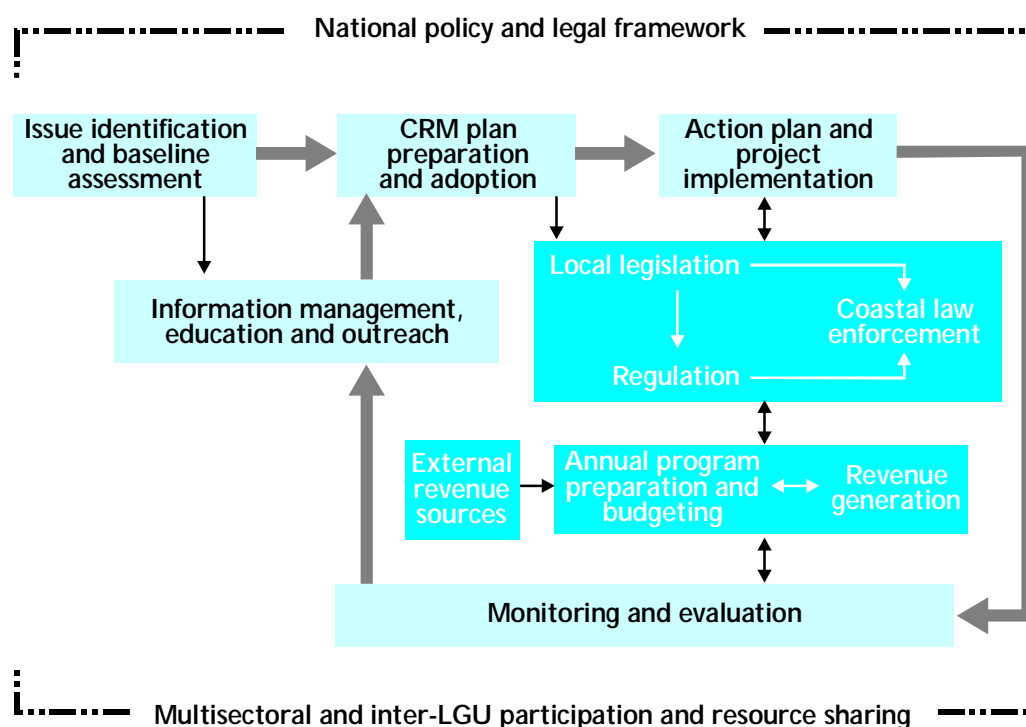 National policy and legal framework
Issue identification
and baseline
assessment
CRM plan
preparation
and adoption
Action plan and
project
implementation
Information management,
education and outreach
Local legislation
Coastal law
enforcement
Regulation
External
revenue
sources
Annual program
preparation and
budgeting
Revenue
generation
Monitoring and evaluation
Multisectoral and inter-LGU participation and resource sharing